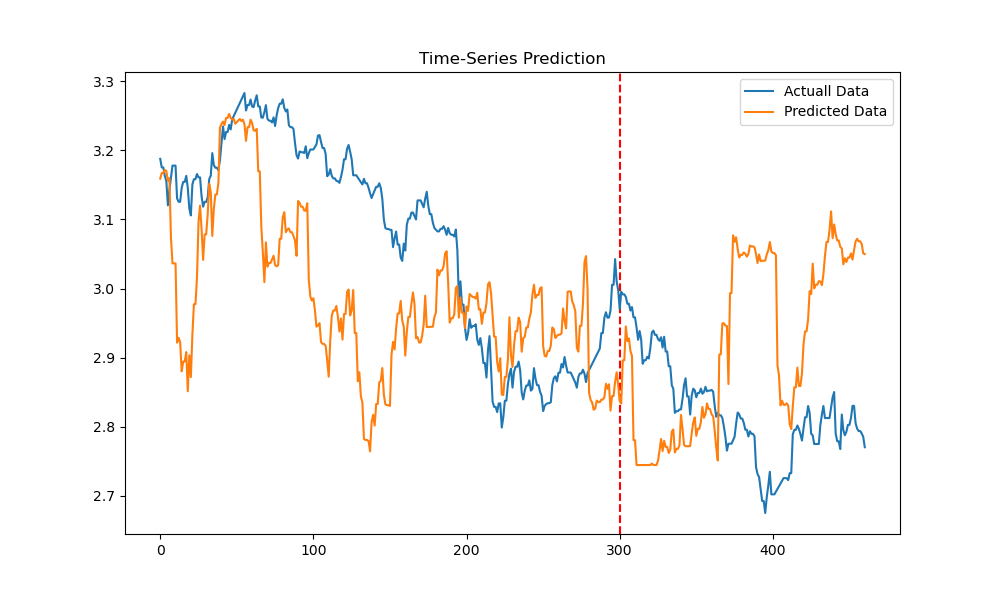 Time-Series Prediction
Actuall Data
Predicted Data
3.3
3.2
3.1
3.0
2.9
2.8
2.7
0 100 200 300 400